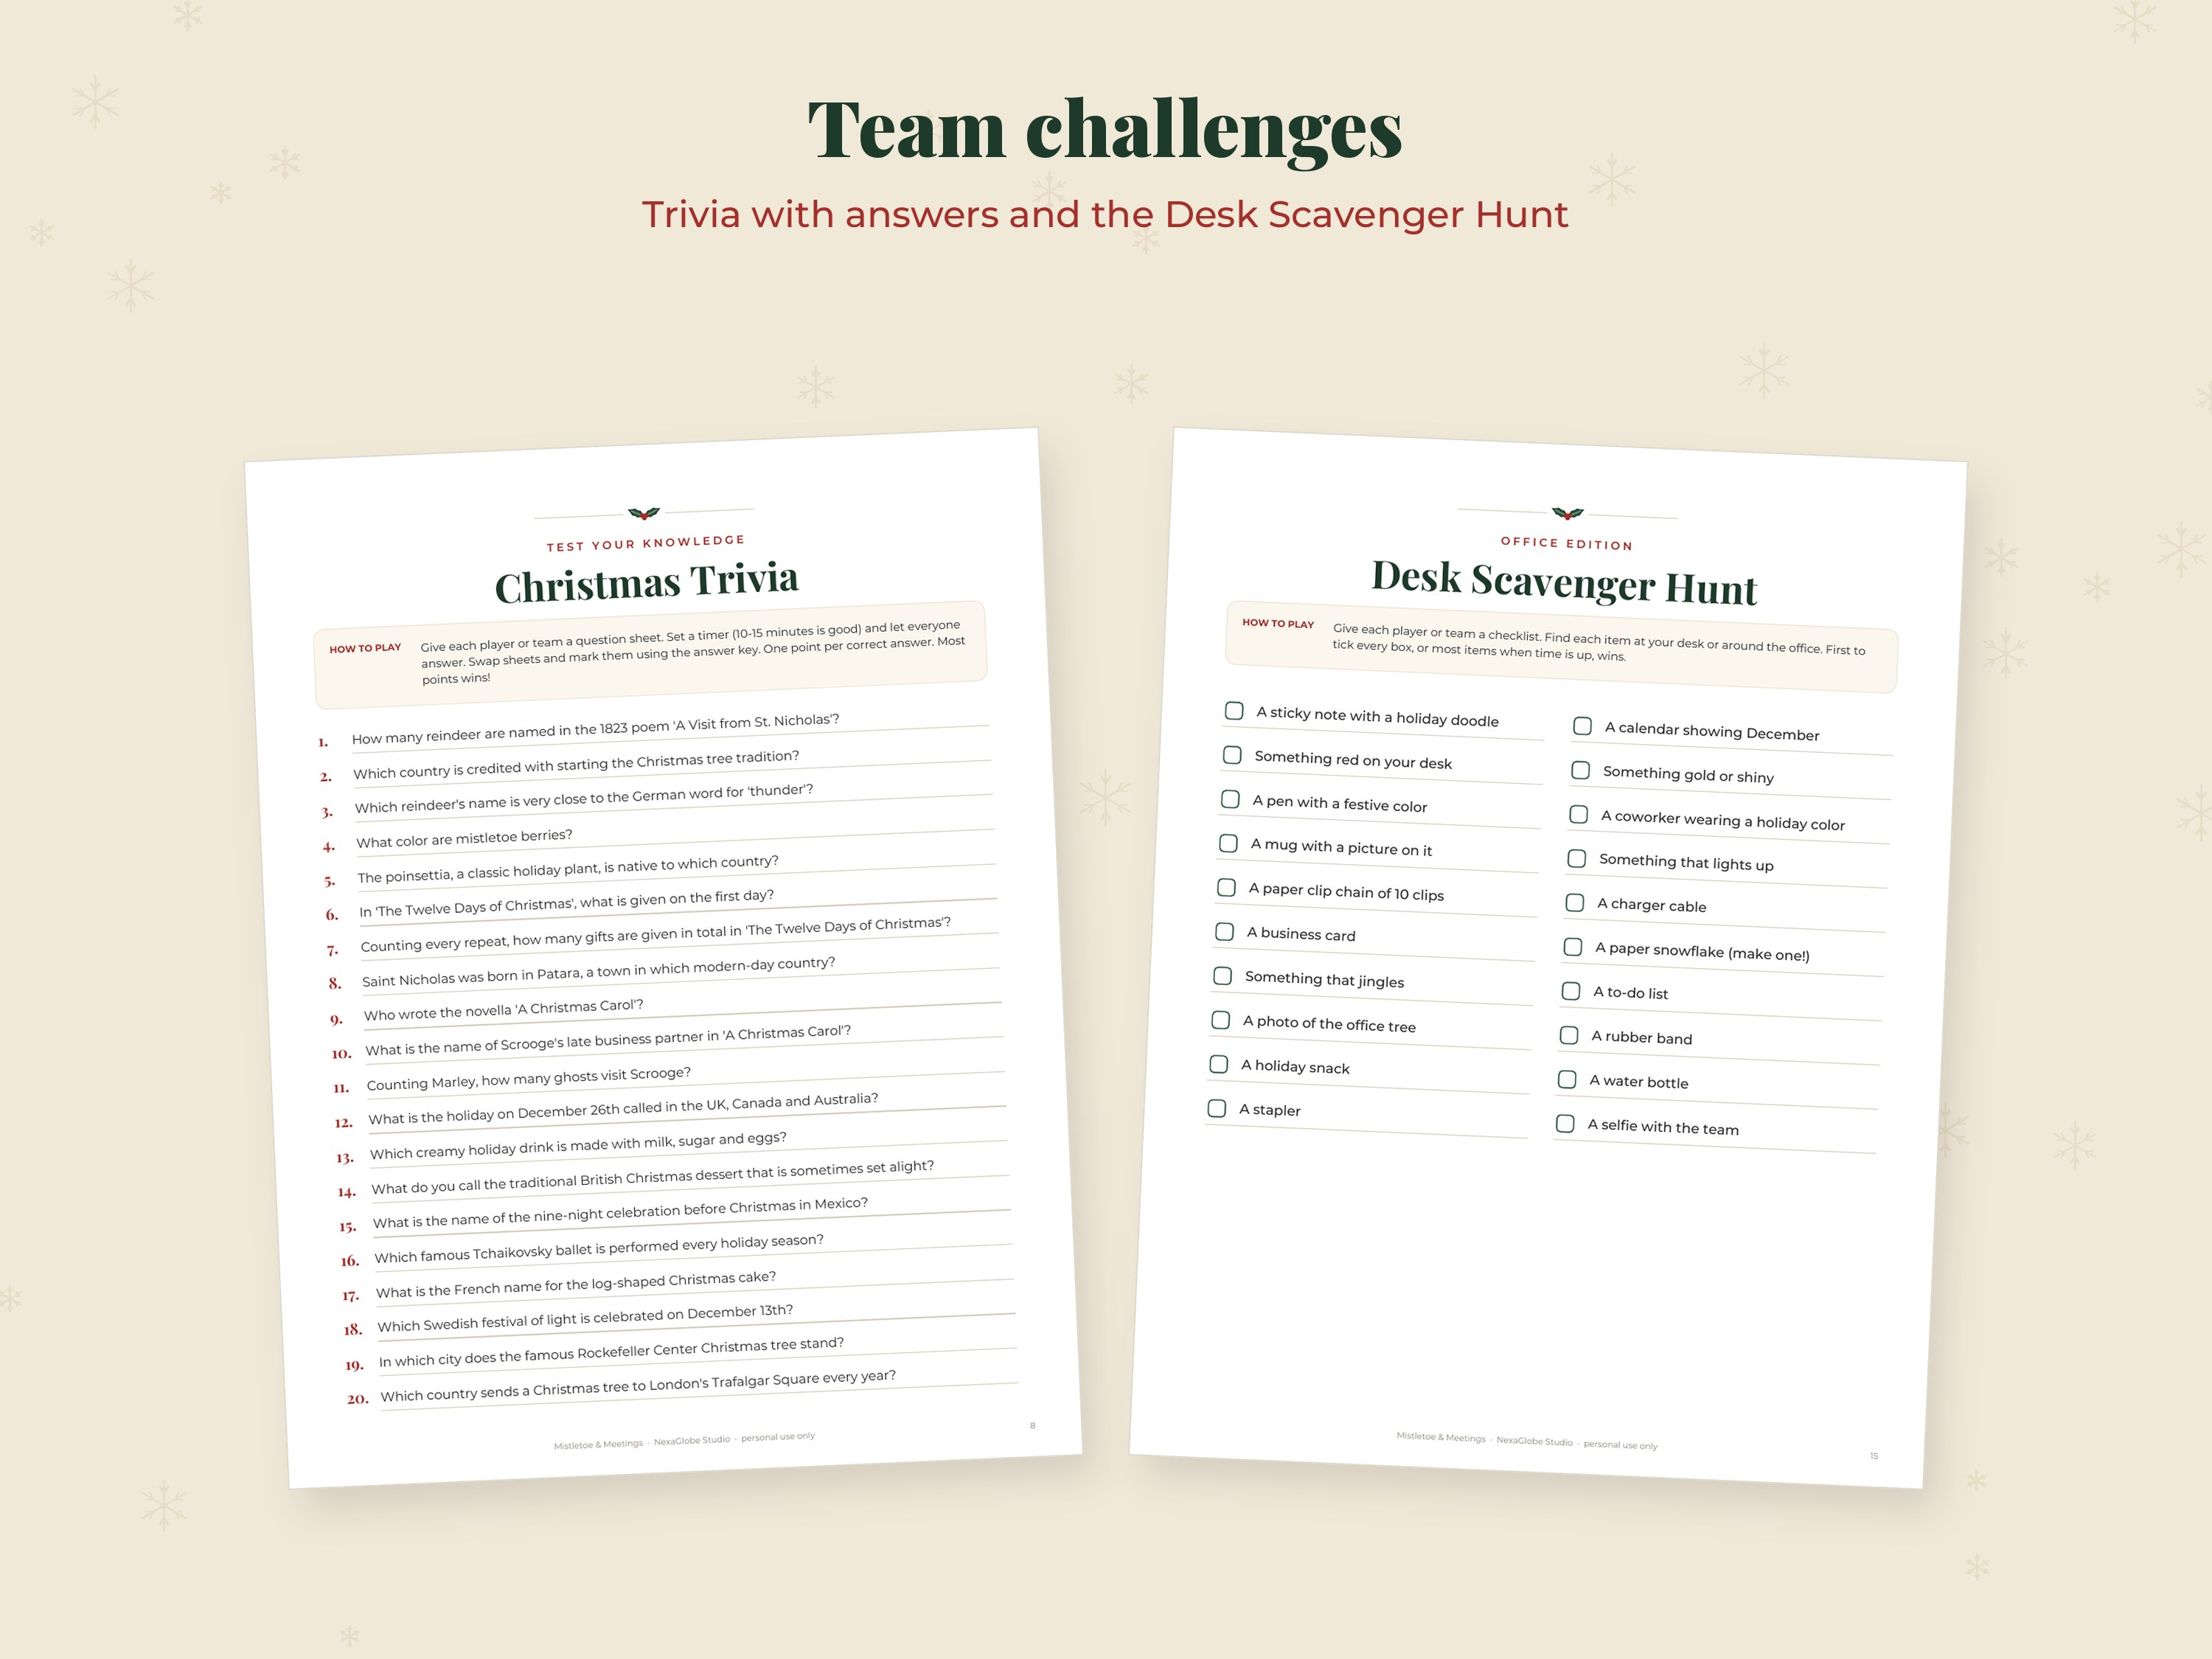 Team challenges
Trivia with answers and the Desk Scavenger Hunt
TEST YOUR KNOWLEDGE
Christmas Trivia
HOW TO PLAY
Give each player or team a question sheet. Set a timer (10-15 minutes is good) and let everyone
answer. Swap sheets and mark them using the answer key. One point per correct answer. Most
points wins!
1. How many reindeer are named in the 1823 poem 'A Visit from St. Nicholas'?
2. Which country is credited with starting the Christmas tree tradition?
3. Which reindeer's name is very close to the German word for 'thunder'?
4. What color are mistletoe berries?
5. The poinsettia, a classic holiday plant, is native to which country?
6. In 'The Twelve Days of Christmas', what is given on the first day?
7. Counting every repeat, how many gifts are given in total in 'The Twelve Days of Christmas'?
8. Saint Nicholas was born in Patara, a town in which modern-day country?
9. Who wrote the novella 'A Christmas Carol'?
10. What is the name of Scrooge's late business partner in 'A Christmas Carol'?
11. Counting Marley, how many ghosts visit Scrooge?
12. What is the holiday on December 26th called in the UK, Canada and Australia?
13. Which creamy holiday drink is made with milk, sugar and eggs?
14. What do you call the traditional British Christmas dessert that is sometimes set alight?
15. What is the name of the nine-night celebration before Christmas in Mexico?
16. Which famous Tchaikovsky ballet is performed every holiday season?
17. What is the French name for the log-shaped Christmas cake?
18. Which Swedish festival of light is celebrated on December 13th?
19. In which city does the famous Rockefeller Center Christmas tree stand?
20. Which country sends a Christmas tree to London's Trafalgar Square every year?
Mistletoe & Meetings · NexaGlobe Studio · personal use only
8
OFFICE EDITION
Desk Scavenger Hunt
HOW TO PLAY
Give each player or team a checklist. Find each item at your desk or around the office. First to
tick every box, or most items when time is up, wins.
A sticky note with a holiday doodle
Something red on your desk
A pen with a festive color
A mug with a picture on it
A paper clip chain of 10 clips
A business card
Something that jingles
A photo of the office tree
A holiday snack
A stapler
A calendar showing December
Something gold or shiny
A coworker wearing a holiday color
Something that lights up
A charger cable
A paper snowflake (make one!)
A to-do list
A rubber band
A water bottle
A selfie with the team
Mistletoe & Meetings · NexaGlobe Studio · personal use only
15